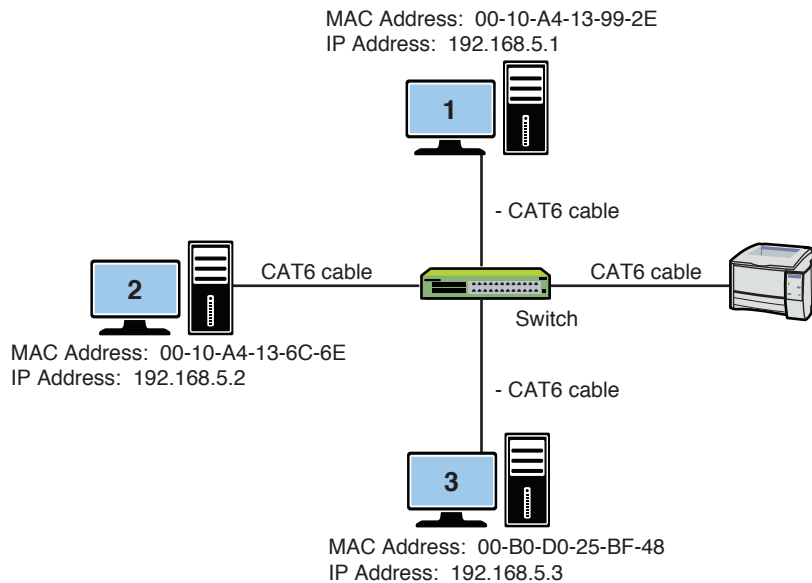 MAC Address: 00-10-A4-13-99-2E
IP Address: 192.168.5.1
1
- CAT6 cable
2
CAT6 cable
CAT6 cable
Switch
MAC Address: 00-10-A4-13-6C-6E
IP Address: 192.168.5.2
- CAT6 cable
3
MAC Address: 00-B0-D0-25-BF-48
IP Address: 192.168.5.3